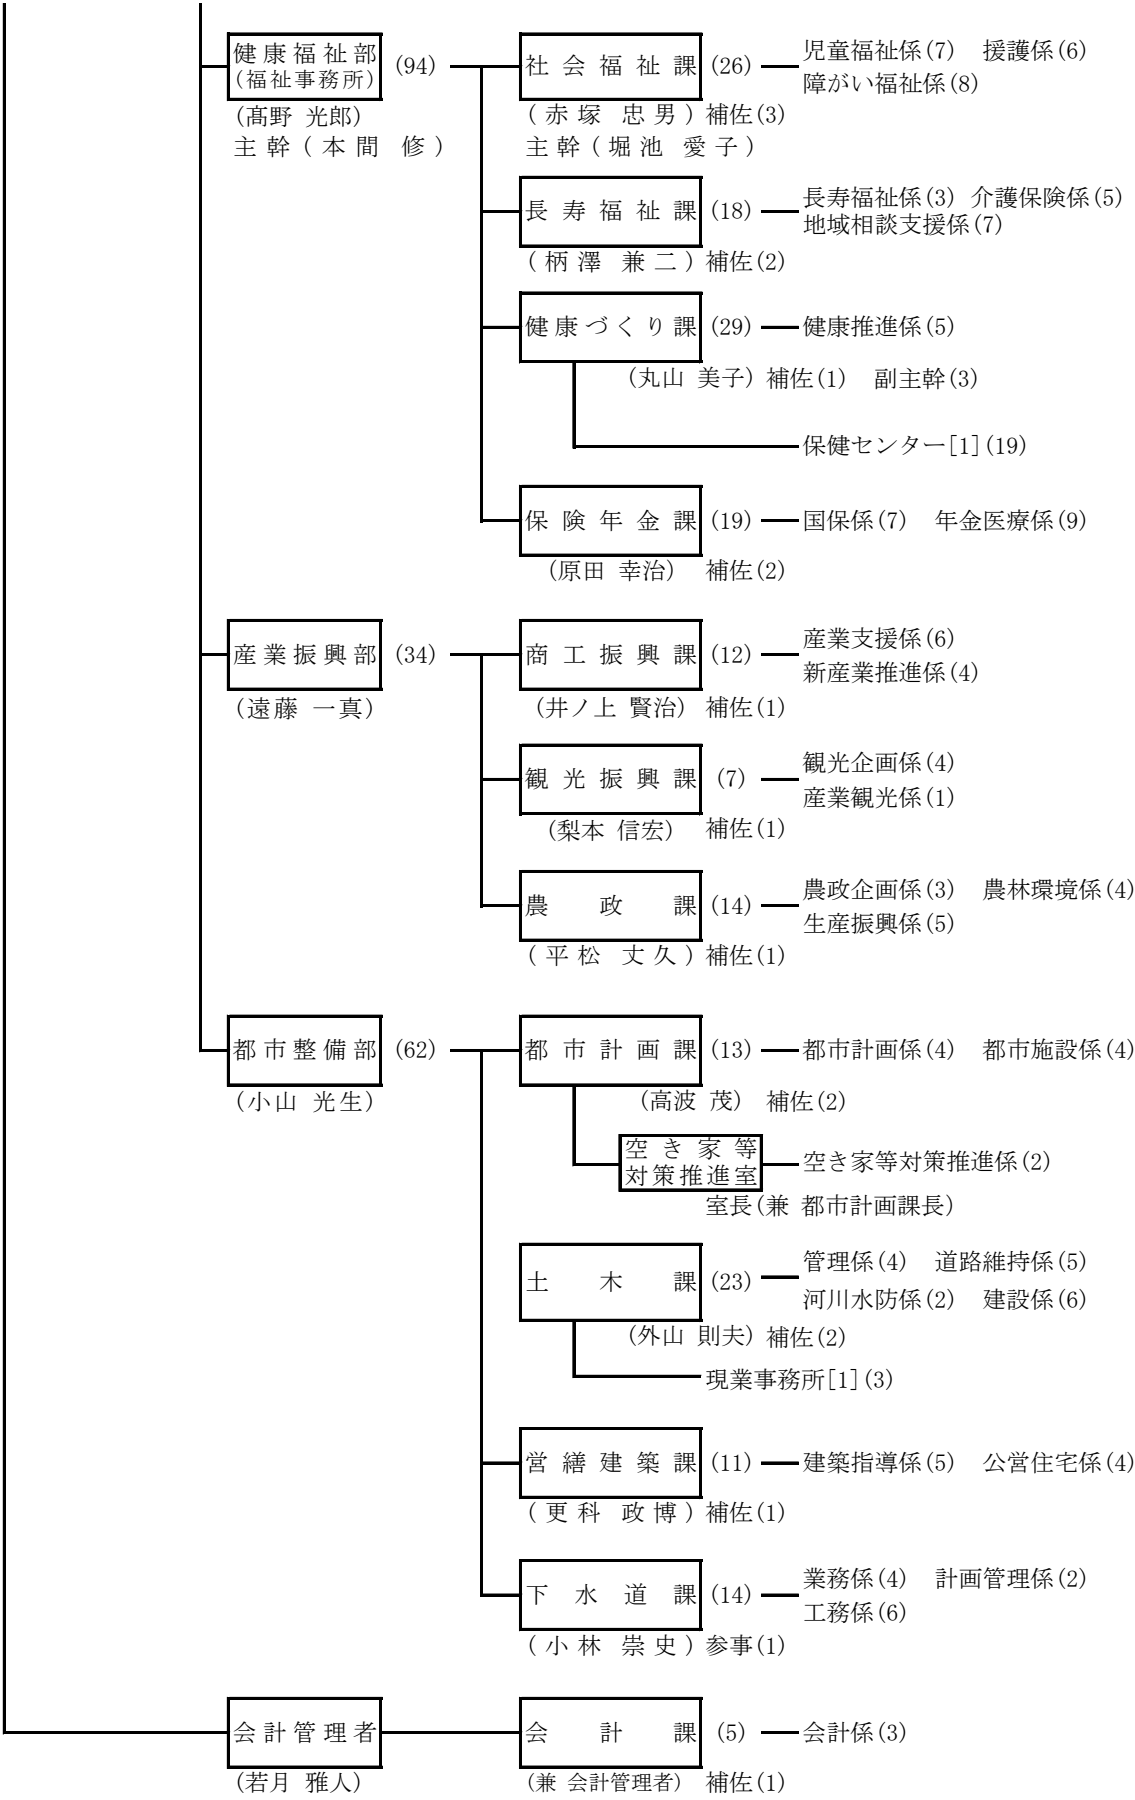 健康福祉部 (94) 社会福祉課 (26) 児童福祉係(7) 援護係(6)
(福祉事務所) 障がい福祉係(8)
(髙野 光郎) (赤塚 忠男) 補佐(3)
主幹(本間 修) 主幹(堀池 愛子)
長寿福祉課 (18) 長寿福祉係(3) 介護保険係(5)
地域相談支援係(7)
(柄澤 兼二) 補佐(2)
健康づくり課 (29) 健康推進係(5)
(丸山 美子) 補佐(1) 副主幹(3)
保健センター[1](19)
保険年金課 (19) 国保係(7) 年金医療係(9)
(原田 幸治) 補佐(2)
産業振興部 (34) 商工振興課 (12) 産業支援係(6)
新産業推進係(4)
(遠藤 一真) (井ノ上 賢治) 補佐(1)
観光振興課 (7) 観光企画係(4)
産業観光係(1)
(梨本 信宏) 補佐(1)
農政課 (14) 農政企画係(3) 農林環境係(4)
生産振興係(5)
(平松 丈久) 補佐(1)
都市整備部 (62) 都市計画課 (13) 都市計画係(4) 都市施設係(4)
(小山 光生) (高波 茂) 補佐(2)
空き家等
対策推進室 空き家等対策推進係(2)
室長(兼 都市計画課長)
土木課 (23) 管理係(4) 道路維持係(5)
河川水防係(2) 建設係(6)
(外山 則夫) 補佐(2)
現業事務所[1](3)
営繕建築課 (11) 建築指導係(5) 公営住宅係(4)
(更科 政博) 補佐(1)
下水道課 (14) 業務係(4) 計画管理係(2)
工務係(6)
(小林 崇史) 参事(1)
会計管理者 会計課 (5) 会計係(3)
(若月 雅人) (兼 会計管理者) 補佐(1)